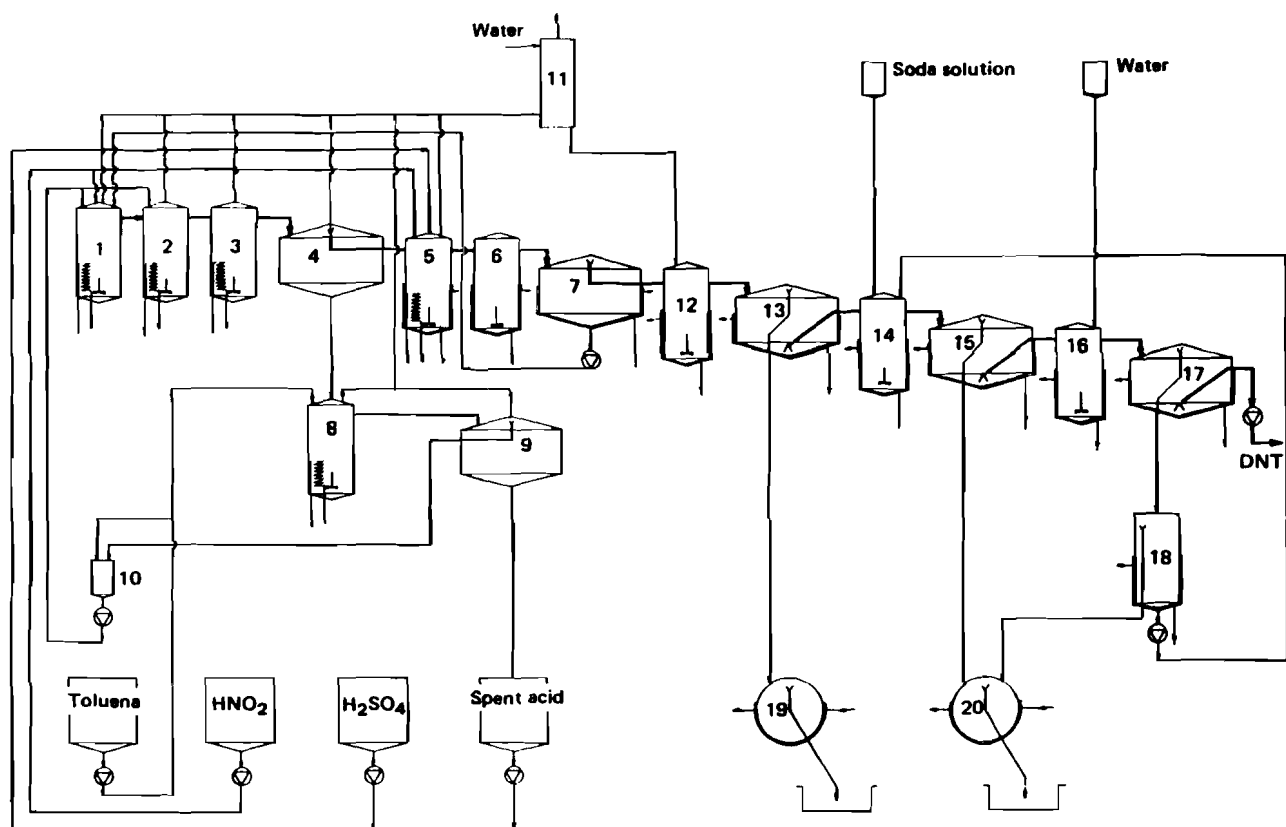 Water
11
Soda solution
Water
1
2
3
4
5
6
7
12
13
14
15
16
17
8
9
DNT
10
18
Toluena
HNO₂
H₂SO₄
Spent acid
19
20